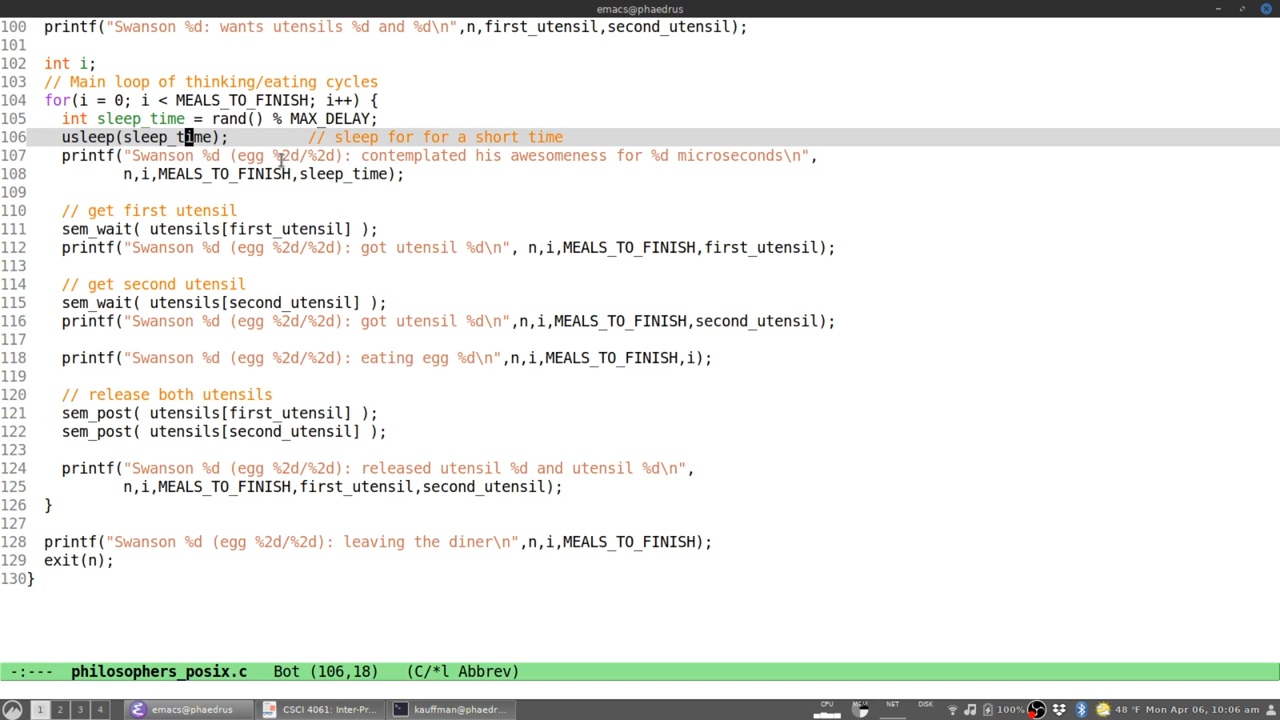 emacs@phaedrus
100  printf("Swanson %d: wants utensils %d and %d\n",n,first_utensil,second_utensil);
101
102  int i;
103  // Main loop of thinking/eating cycles
104  for(i = 0; i < MEALS_TO_FINISH; i++) {
105    int sleep_time = rand() % MAX_DELAY;
106    usleep(sleep_time);         // sleep for for a short time
107    printf("Swanson %d (egg %2d/%2d): contemplated his awesomeness for %d microseconds\n",
108           n,i,MEALS_TO_FINISH,sleep_time);
109
110    // get first utensil
111    sem_wait( utensils[first_utensil] );
112    printf("Swanson %d (egg %2d/%2d): got utensil %d\n", n,i,MEALS_TO_FINISH,first_utensil);
113
114    // get second utensil
115    sem_wait( utensils[second_utensil] );
116    printf("Swanson %d (egg %2d/%2d): got utensil %d\n",n,i,MEALS_TO_FINISH,second_utensil);
117
118    printf("Swanson %d (egg %2d/%2d): eating egg %d\n",n,i,MEALS_TO_FINISH,i);
119
120    // release both utensils
121    sem_post( utensils[first_utensil] );
122    sem_post( utensils[second_utensil] );
123
124    printf("Swanson %d (egg %2d/%2d): released utensil %d and utensil %d\n",
125           n,i,MEALS_TO_FINISH,first_utensil,second_utensil);
126  }
127
128  printf("Swanson %d (egg %2d/%2d): leaving the diner\n",n,i,MEALS_TO_FINISH);
129  exit(n);
130}
-:---  philosophers_posix.c   Bot (106,18)   (C/*l Abbrev)
1 2 3 4 emacs@phaedrus CSCI 4061: Inter-Pr... kauffman@phaedr... CPU MEM NET DISK 100% 48 °F Mon Apr 06, 10:06 am